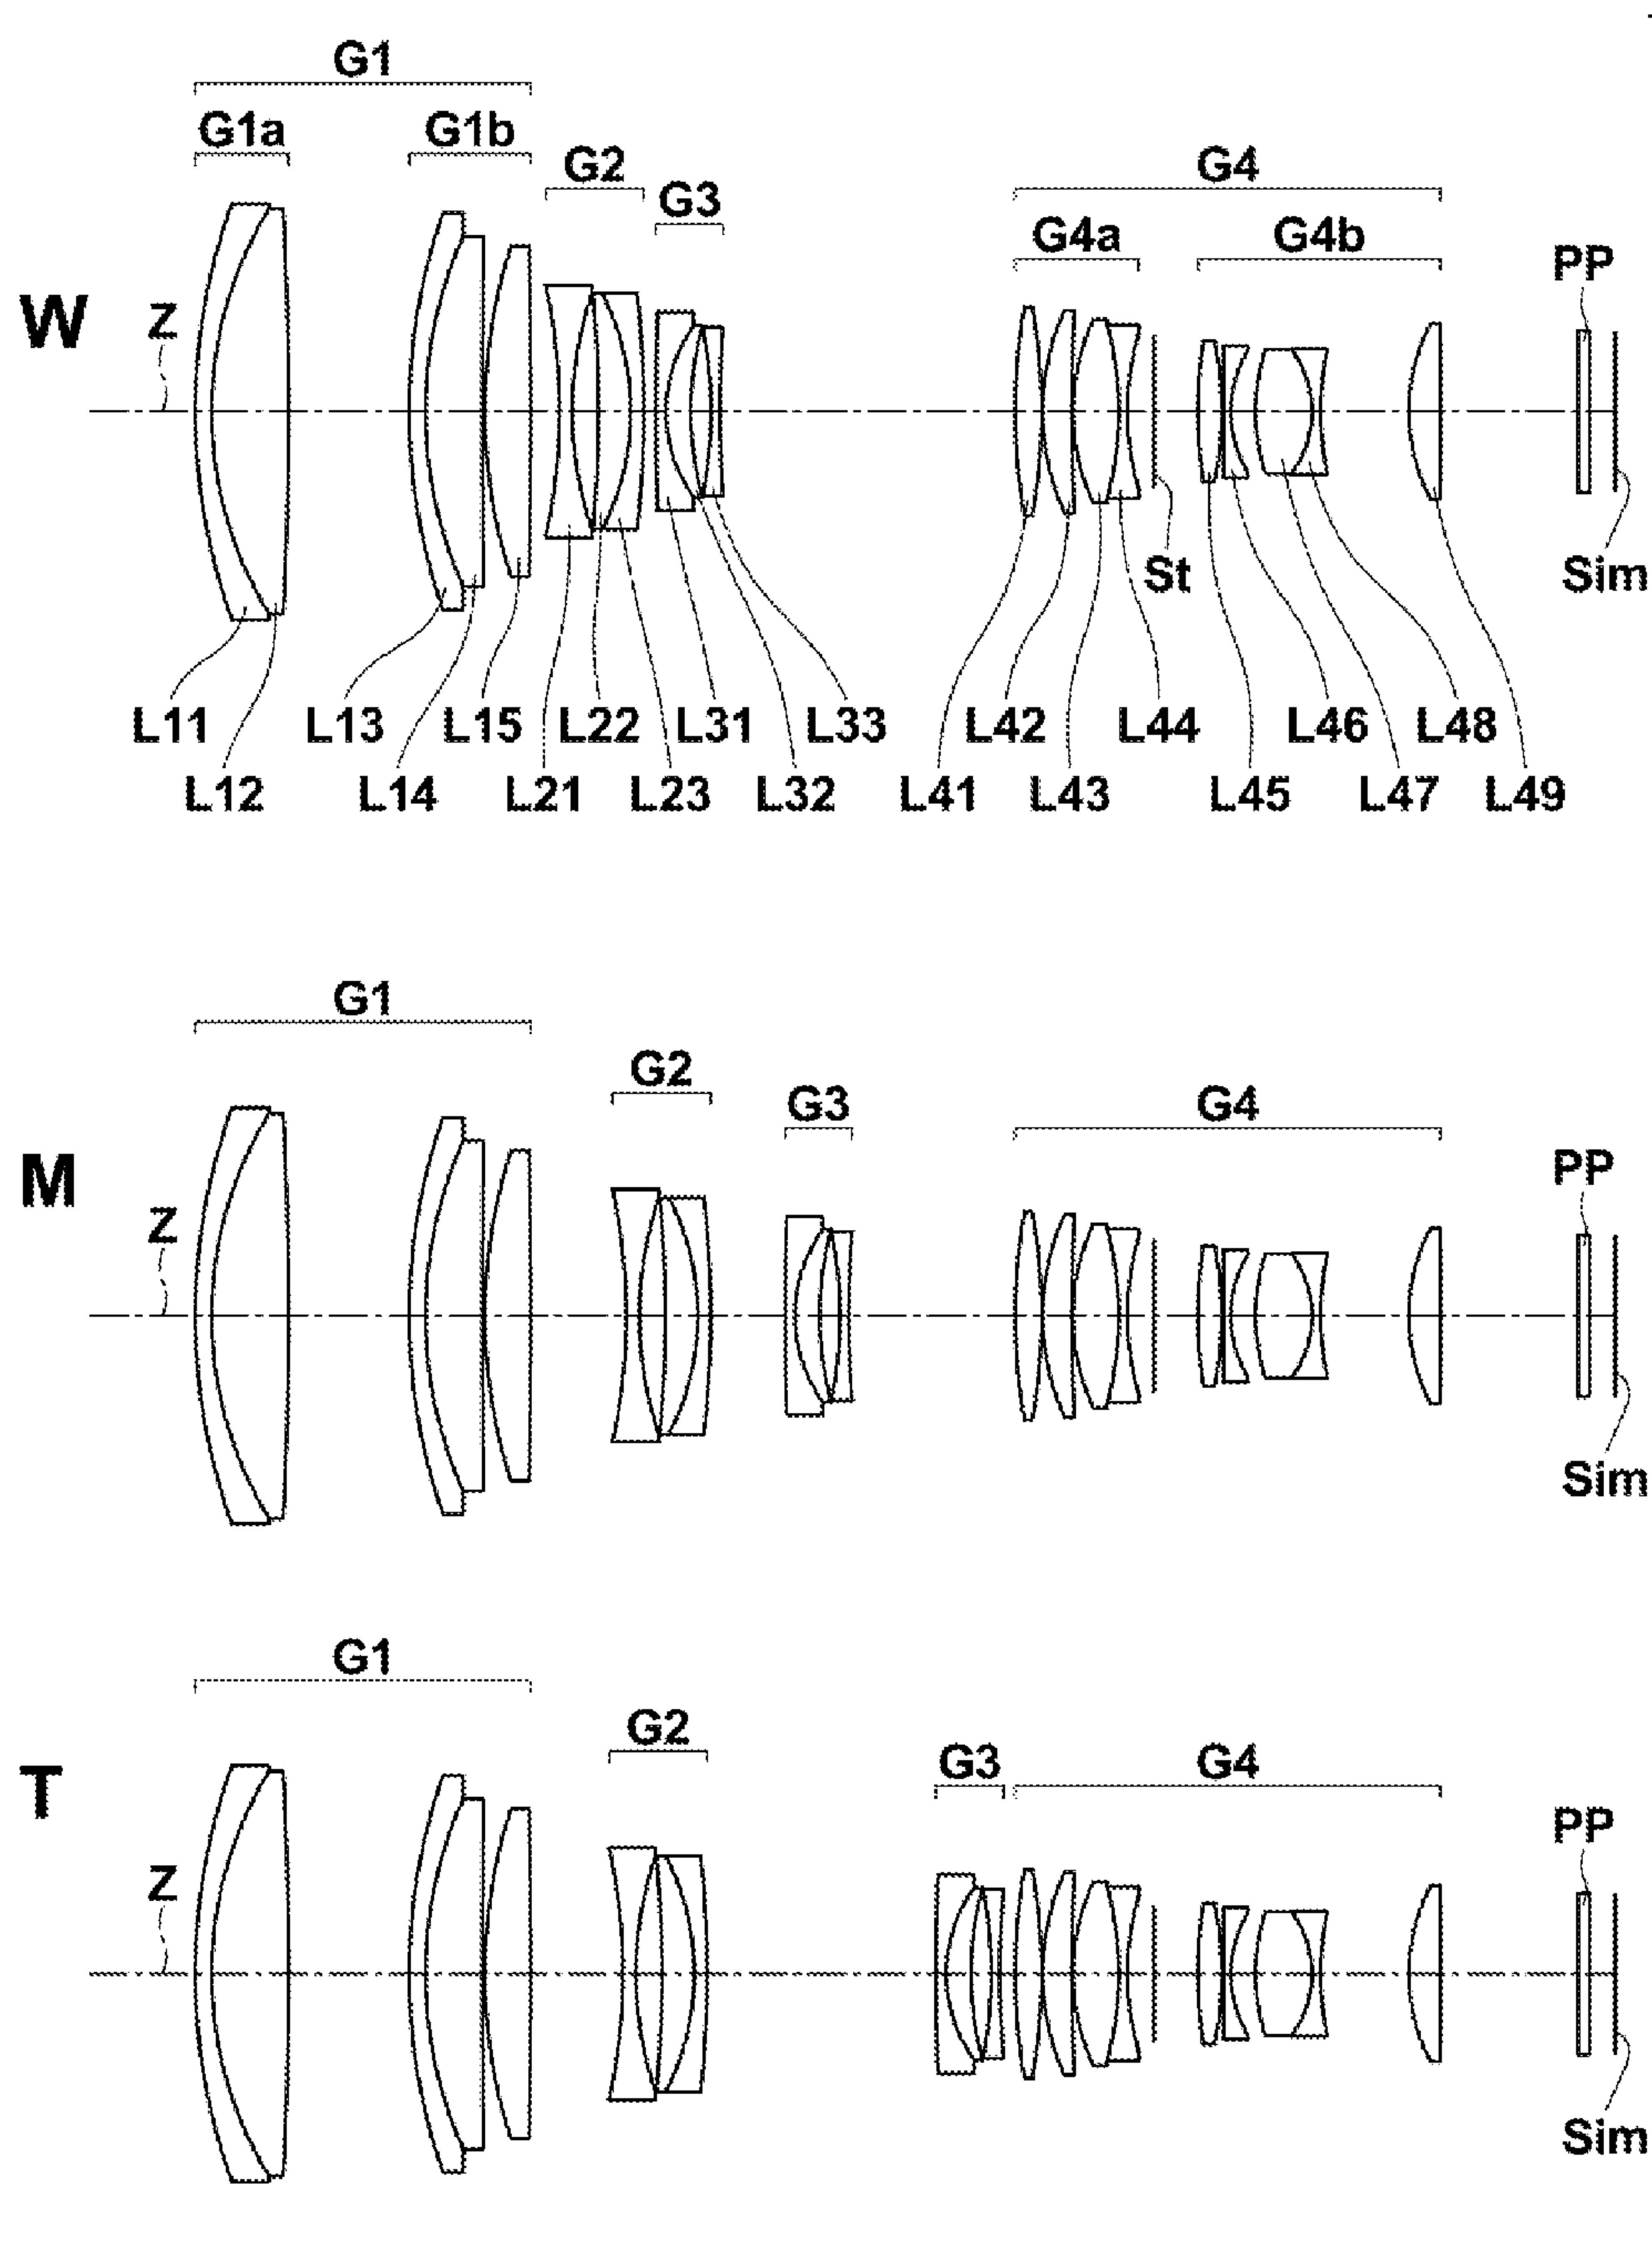 G1
G1a G1b
G2 G4
G3
G4a G4b
PP
W Z
St Sim
L11 L13 L15 L22 L31 L33 L42 L44 L46 L48
L12 L14 L21 L23 L32 L41 L43 L45 L47 L49
G1
G2
G3 G4
M PP
Z
Sim
G1
G2
G3 G4
T PP
Z
Sim